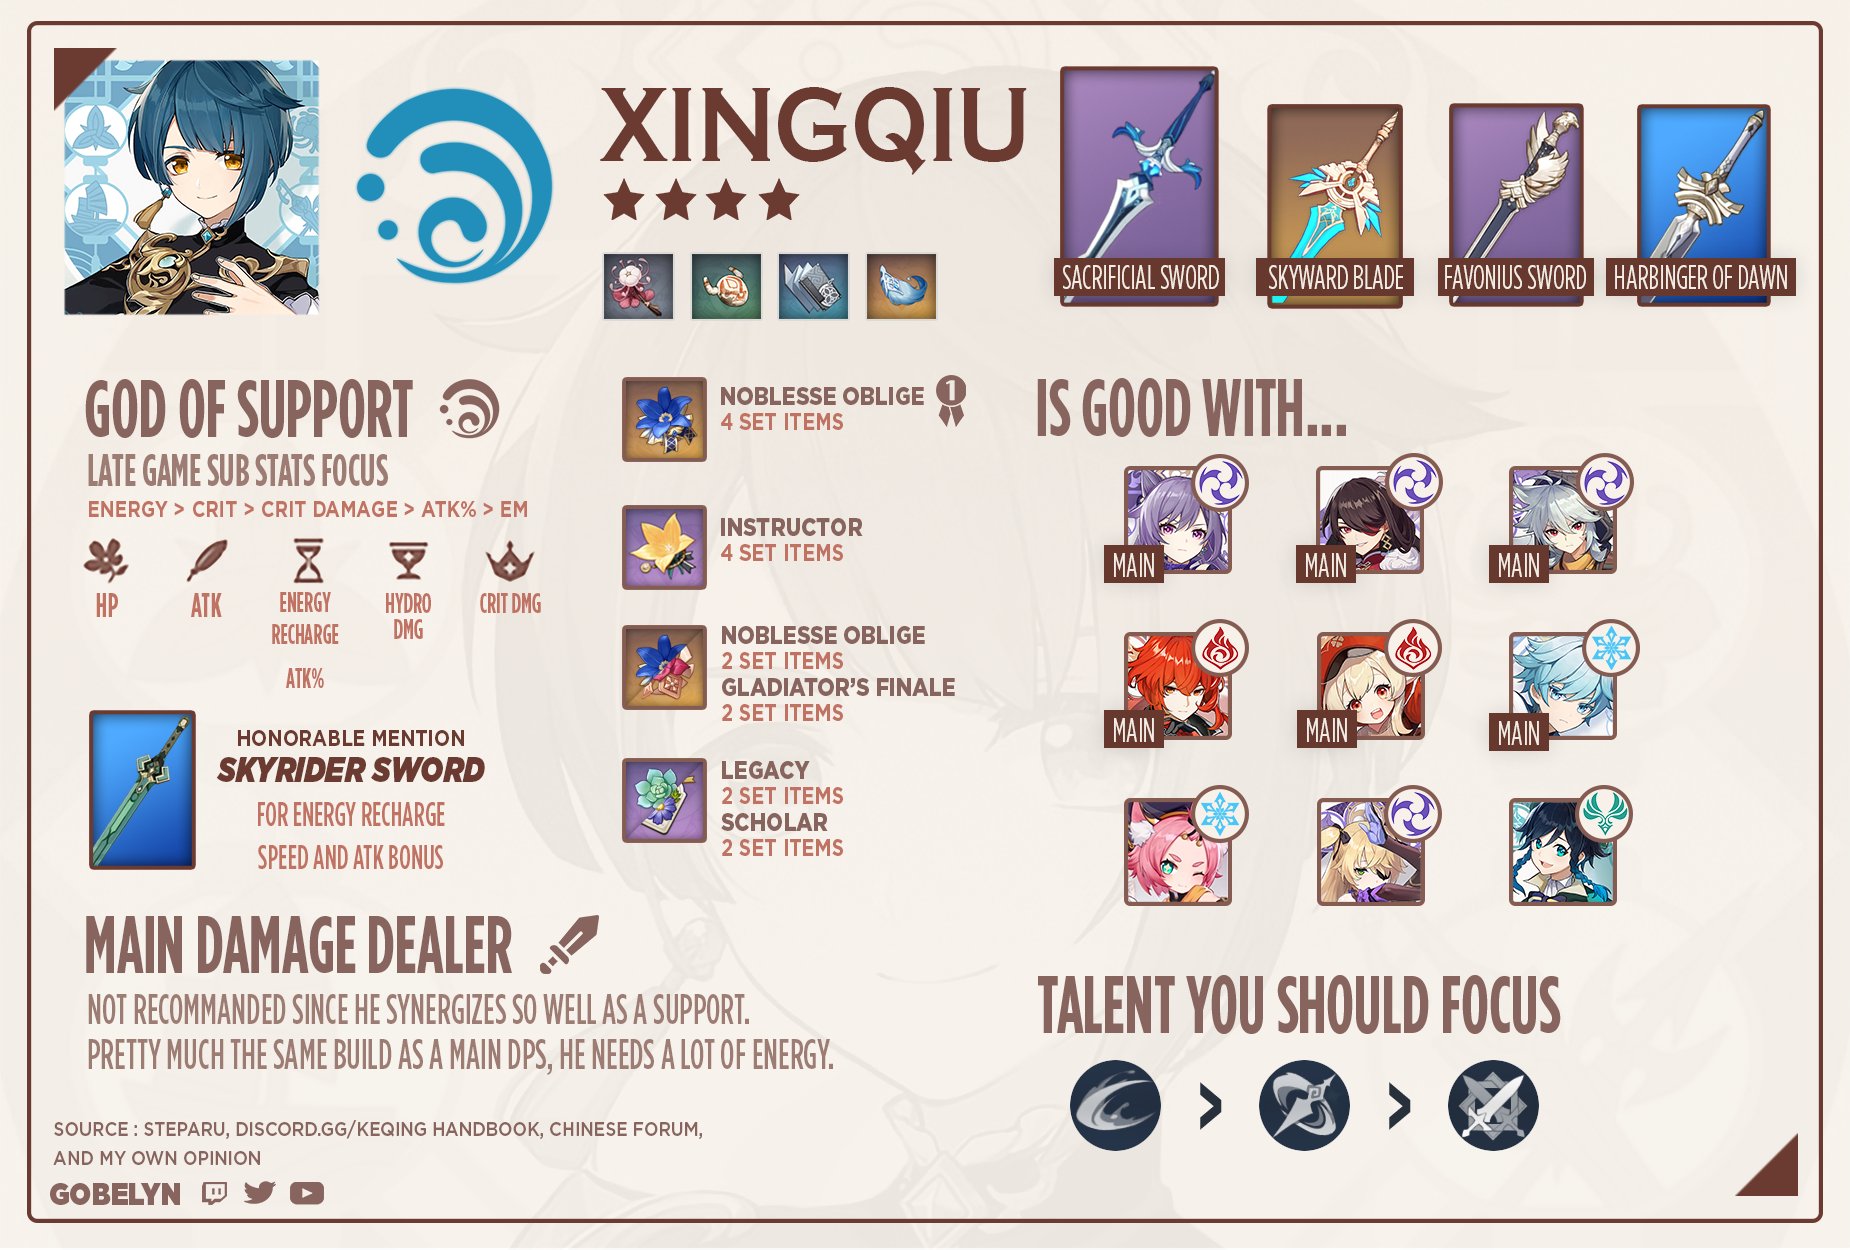 XINGQIU
SACRIFICIAL SWORD
SKYWARD BLADE
FAVONIUS SWORD
HARBINGER OF DAWN
GOD OF SUPPORT
LATE GAME SUB STATS FOCUS
ENERGY > CRIT > CRIT DAMAGE > ATK% > EM
HP
ATK
ENERGY
RECHARGE
ATK%
HYDRO
DMG
CRIT DMG
HONORABLE MENTION
SKYRIDER SWORD
FOR ENERGY RECHARGE
SPEED AND ATK BONUS
NOBLESSE OBLIGE
1
4 SET ITEMS
INSTRUCTOR
4 SET ITEMS
NOBLESSE OBLIGE
2 SET ITEMS
GLADIATOR'S FINALE
2 SET ITEMS
LEGACY
2 SET ITEMS
SCHOLAR
2 SET ITEMS
IS GOOD WITH...
MAIN
MAIN
MAIN
MAIN
MAIN
MAIN
MAIN DAMAGE DEALER
NOT RECOMMANDED SINCE HE SYNERGIZES SO WELL AS A SUPPORT.
PRETTY MUCH THE SAME BUILD AS A MAIN DPS, HE NEEDS A LOT OF ENERGY.
TALENT YOU SHOULD FOCUS
> >
SOURCE : STEPARU, DISCORD.GG/KEQING HANDBOOK, CHINESE FORUM,
AND MY OWN OPINION
GOBELYN